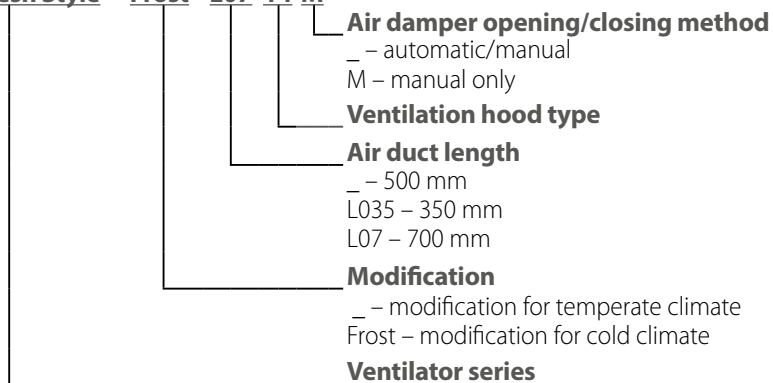 Air damper opening/closing method
_ – automatic/manual
M – manual only
Ventilation hood type
Air duct length
_ – 500 mm
L035 – 350 mm
L07 – 700 mm
Modification
_ – modification for temperate climate
Frost – modification for cold climate
Ventilator series